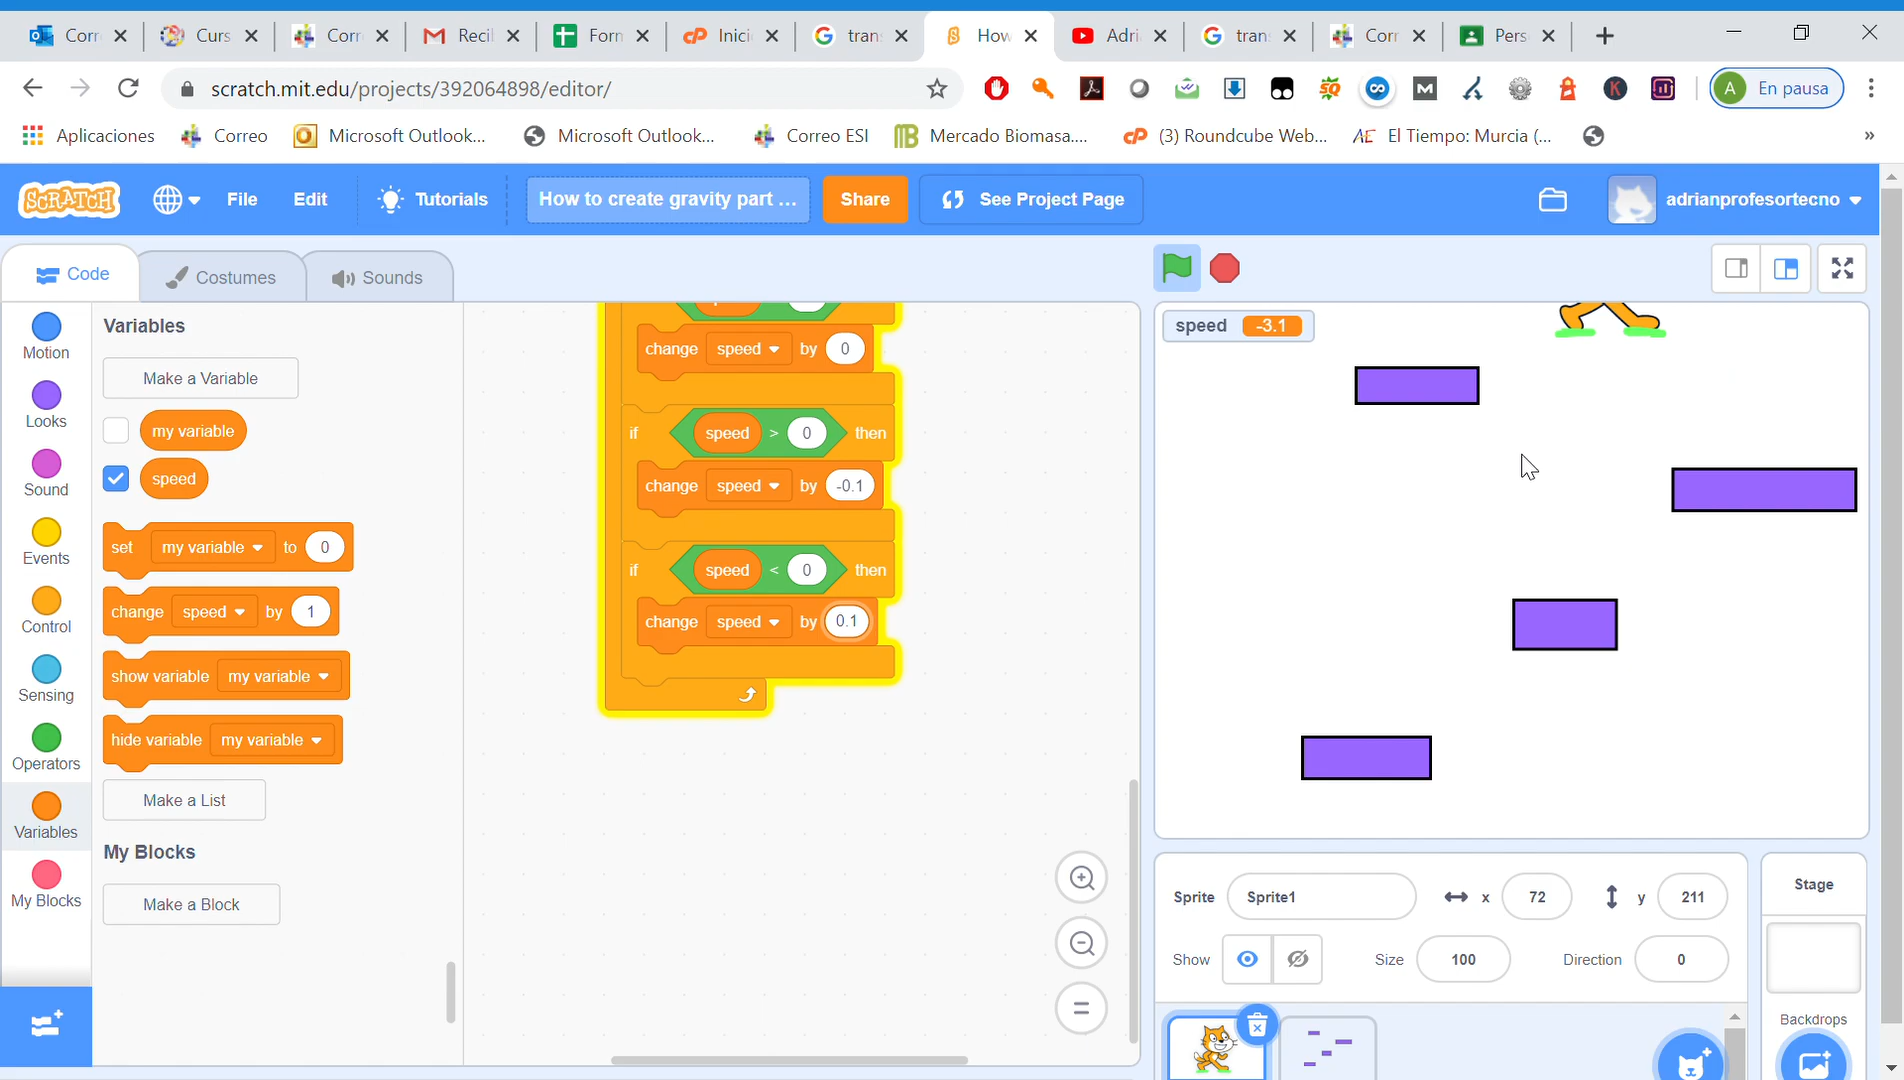 Corr Curs Corr Recil Form Inici tran How Adri tran Corr Pers
scratch.mit.edu/projects/392064898/editor/
A En pausa
Aplicaciones Correo Microsoft Outlook... Microsoft Outlook... Correo ESI Mercado Biomasa.... (3) Roundcube Web... El Tiempo: Murcia (... »
SCRATCH File Edit Tutorials How to create gravity part ... Share See Project Page adrianprofesortecno
Code Costumes Sounds
Motion
Looks
Sound
Events
Control
Sensing
Operators
Variables
My Blocks
Variables
Make a Variable
my variable
speed
set my variable to 0
change speed by 1
show variable my variable
hide variable my variable
Make a List
My Blocks
Make a Block
change speed by 0
if speed > 0 then
change speed by -0.1
if speed < 0 then
change speed by 0.1
speed -3.1
Sprite Sprite1 x 72 y 211
Show Size 100 Direction 0
Stage
Backdrops